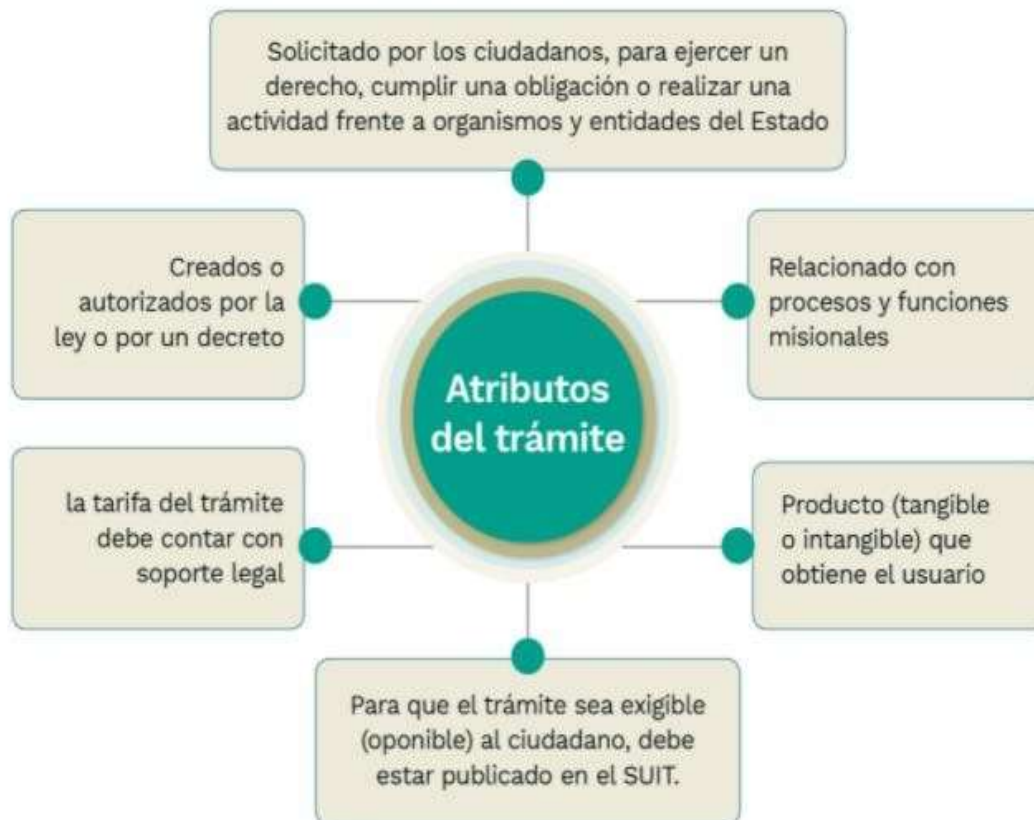 Solicitado por los ciudadanos, para ejercer un
derecho, cumplir una obligación o realizar una
actividad frente a organismos y entidades del Estado
Creados o
autorizados por la
ley o por un decreto
Relacionado con
procesos y funciones
misionales
Atributos
del trámite
la tarifa del trámite
debe contar con
soporte legal
Producto (tangible
o intangible) que
obtiene el usuario
Para que el trámite sea exigible
(oponible) al ciudadano, debe
estar publicado en el SUIT.